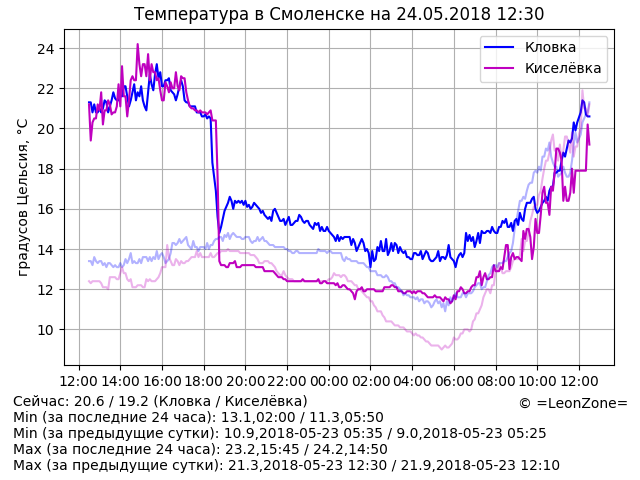 Температура в Смоленске на 24.05.2018 12:30
градусов Цельсия, °C
24
22
20
18
16
14
12
10
Кловка
Киселёвка
12:00 14:00 16:00 18:00 20:00 22:00 00:00 02:00 04:00 06:00 08:00 10:00 12:00
Сейчас: 20.6 / 19.2 (Кловка / Киселёвка)
© =LeonZone=
Min (за последние 24 часа): 13.1,02:00 / 11.3,05:50
Min (за предыдущие сутки): 10.9,2018-05-23 05:35 / 9.0,2018-05-23 05:25
Max (за последние 24 часа): 23.2,15:45 / 24.2,14:50
Max (за предыдущие сутки): 21.3,2018-05-23 12:30 / 21.9,2018-05-23 12:10